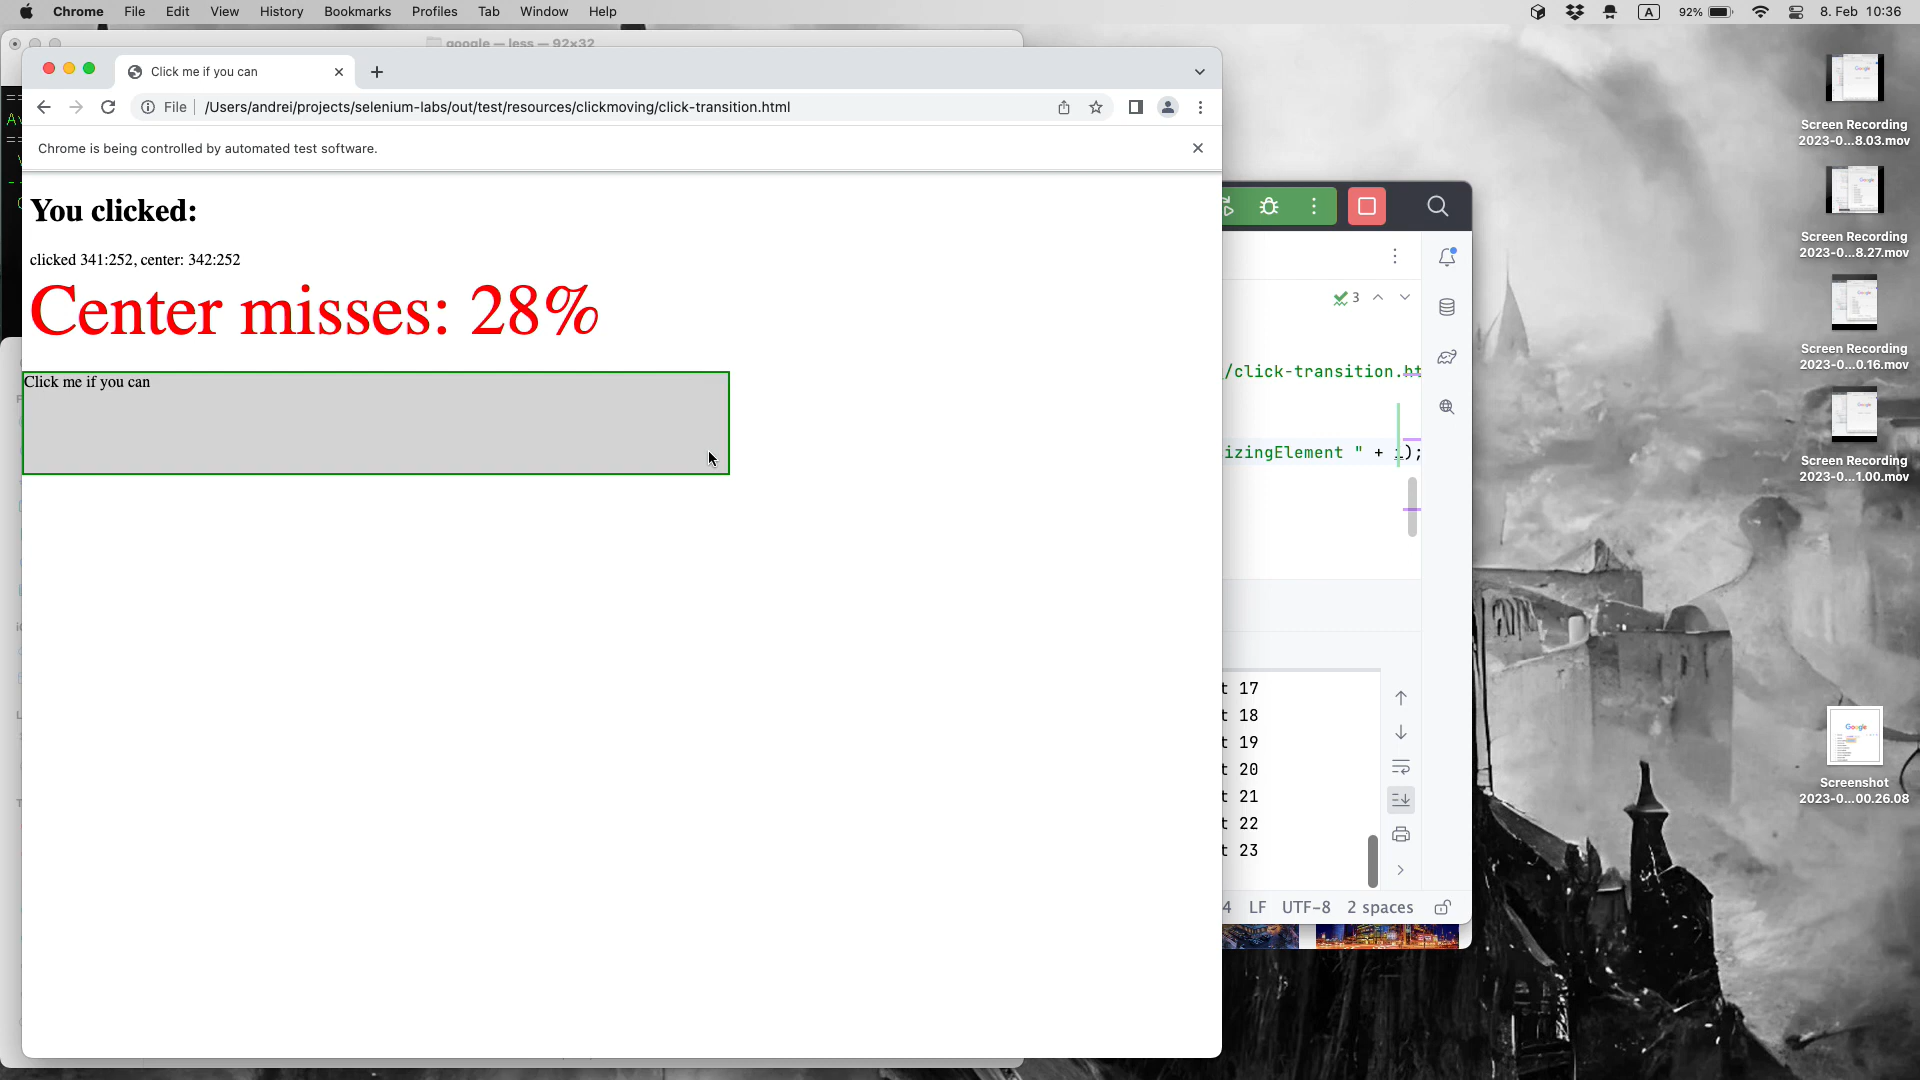 Chrome File Edit View History Bookmarks Profiles Tab Window Help
A 92% 8. Feb 10:36
google — less — 92×32
Click me if you can
File /Users/andrei/projects/selenium-labs/out/test/resources/clickmoving/click-transition.html
Chrome is being controlled by automated test software.
You clicked:
clicked 341:252, center: 342:252
Center misses: 28%
Click me if you can
3
/click-transition.ht
izingElement " + i);
t 17
t 18
t 19
t 20
t 21
t 22
t 23
4 LF UTF-8 2 spaces
Screen Recording
2023-0...8.03.mov
Screen Recording
2023-0...8.27.mov
Screen Recording
2023-0...0.16.mov
Screen Recording
2023-0...1.00.mov
Google
Screenshot
2023-0...00.26.08